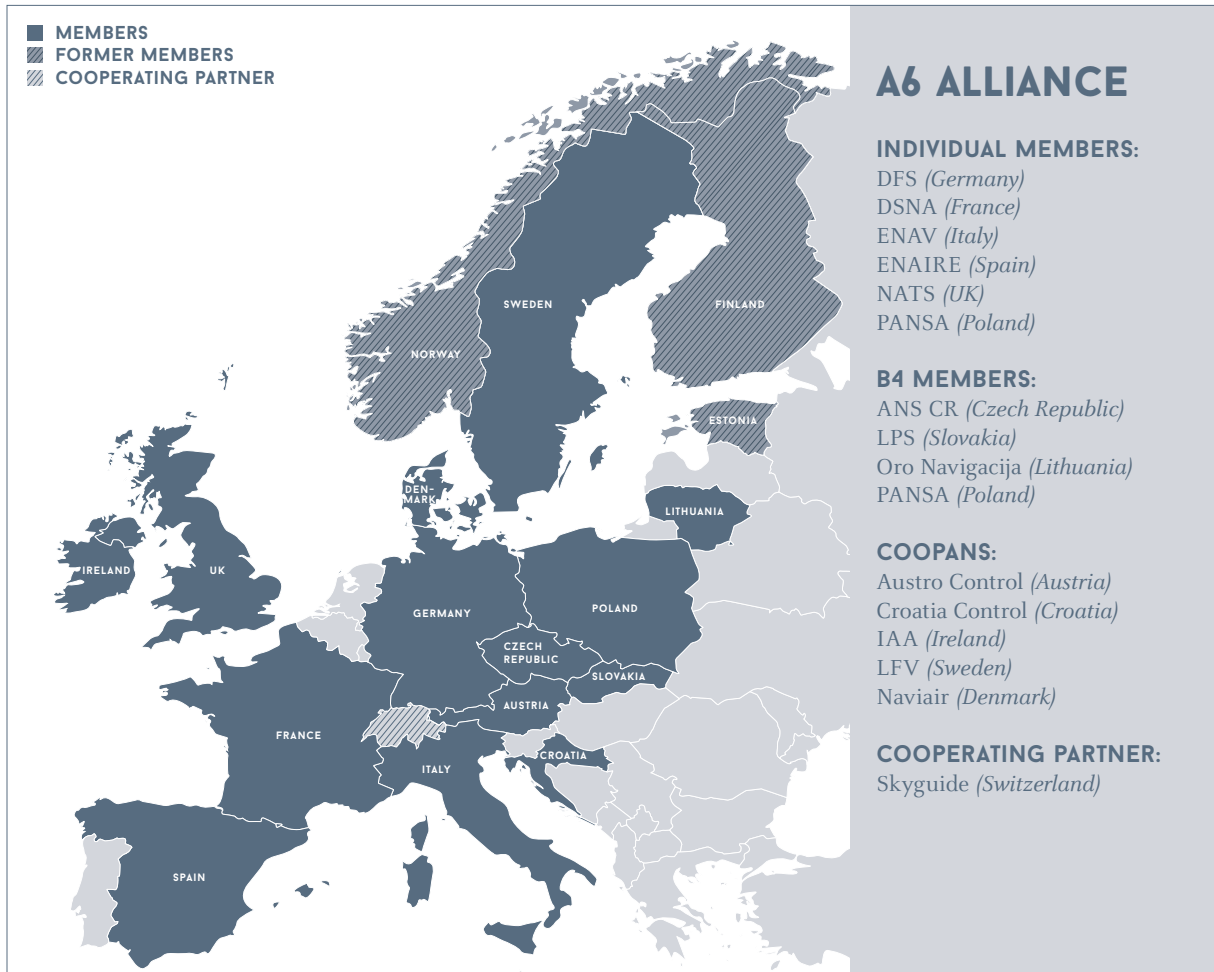 MEMBERS
FORMER MEMBERS
COOPERATING PARTNER
SWEDEN
FINLAND
NORWAY
ESTONIA
DEN-
MARK
LITHUANIA
IRELAND
UK
GERMANY
POLAND
CZECH
REPUBLIC
SLOVAKIA
AUSTRIA
FRANCE
CROATIA
ITALY
SPAIN
A6 ALLIANCE
INDIVIDUAL MEMBERS:
DFS (Germany)
DSNA (France)
ENAV (Italy)
ENAIRE (Spain)
NATS (UK)
PANSA (Poland)
B4 MEMBERS:
ANS CR (Czech Republic)
LPS (Slovakia)
Oro Navigacija (Lithuania)
PANSA (Poland)
COOPANS:
Austro Control (Austria)
Croatia Control (Croatia)
IAA (Ireland)
LFV (Sweden)
Naviair (Denmark)
COOPERATING PARTNER:
Skyguide (Switzerland)